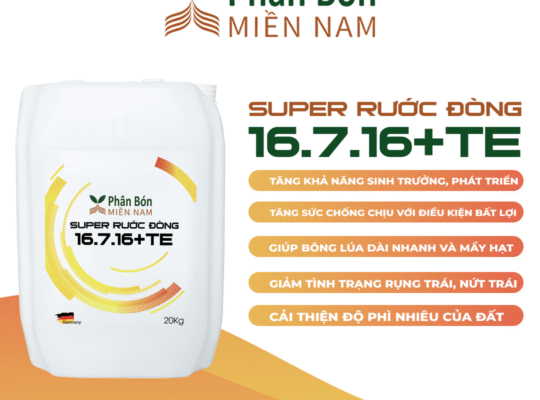 Phân Bón
MIỀN NAM
SUPER RƯỚC ĐÒNG
16.7.16+TE
TĂNG KHẢ NĂNG SINH TRƯỞNG, PHÁT TRIỂN
TĂNG SỨC CHỐNG CHỊU VỚI ĐIỀU KIỆN BẤT LỢI
GIÚP BÔNG LÚA DÀI NHANH VÀ MẨY HẠT
GIẢM TÌNH TRẠNG RỤNG TRÁI, NỨT TRÁI
CẢI THIỆN ĐỘ PHÌ NHIÊU CỦA ĐẤT
Phân Bón
MIỀN NAM
SUPER RƯỚC ĐÒNG
16.7.16+TE
Germany
20Kg